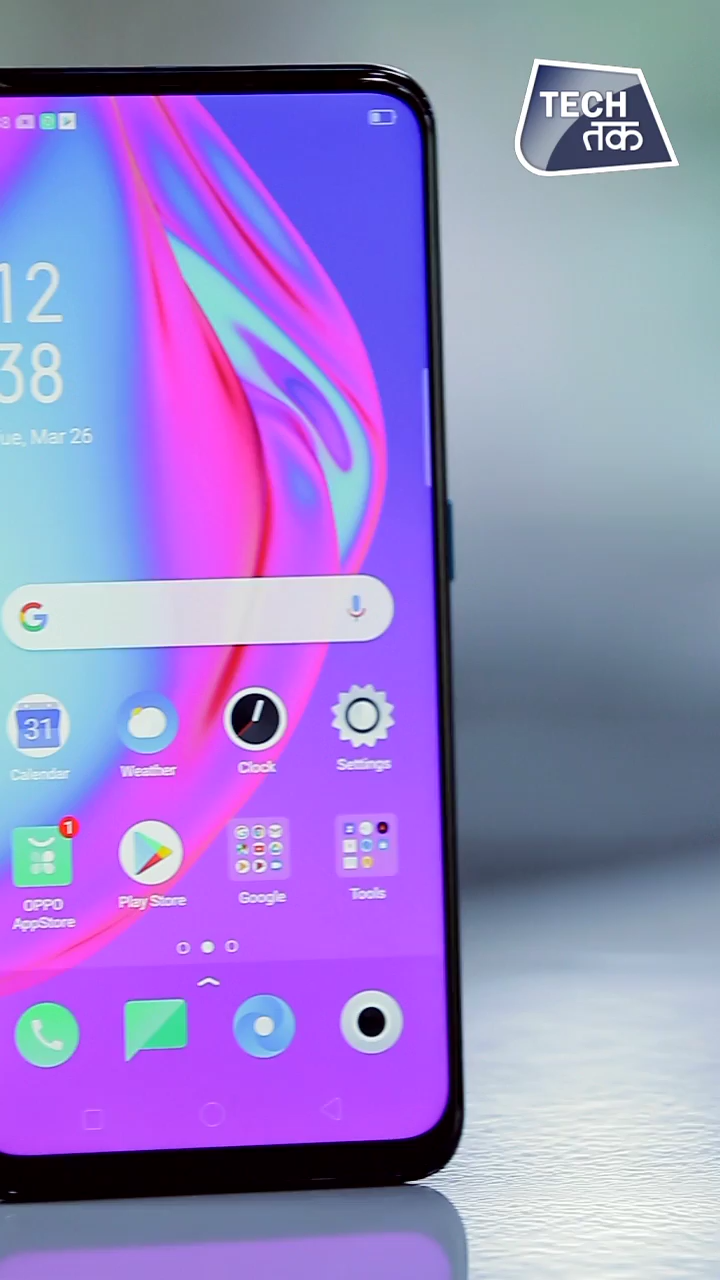 TECH
तक
12
38
ue, Mar 26
31
Calendar
Weather
Clock
Settings
1
OPPO
AppStore
Play Store
Google
Tools